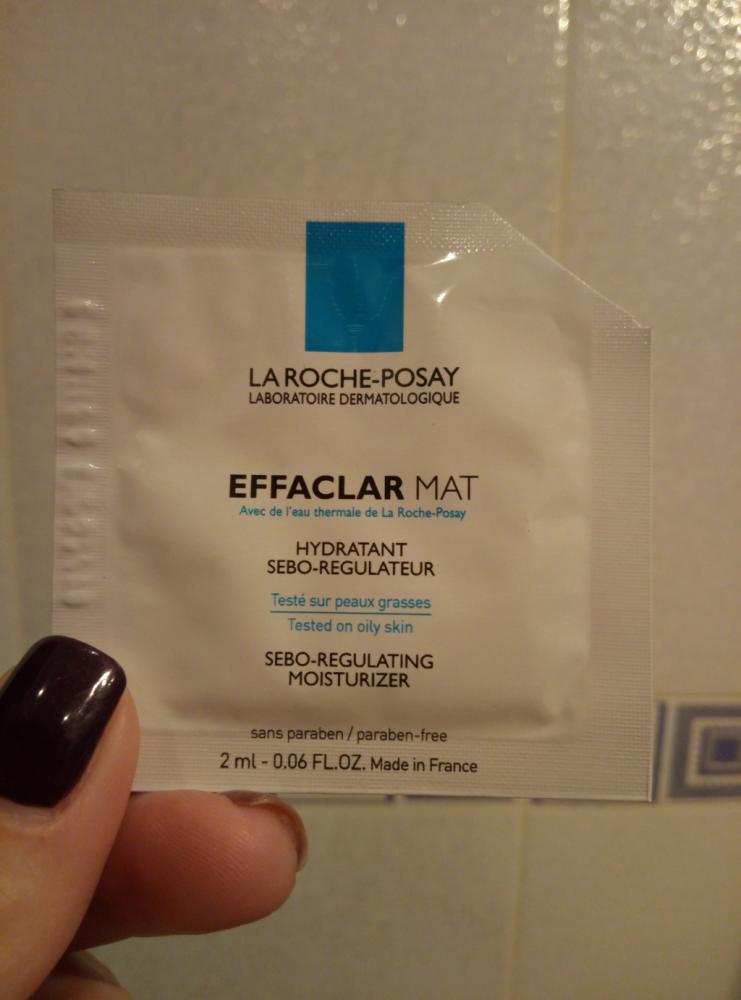 LA ROCHE-POSAY
LABORATOIRE DERMATOLOGIQUE
EFFACLAR MAT
Avec de l'eau thermale de La Roche-Posay
HYDRATANT
SEBO-REGULATEUR
Testé sur peaux grasses
Tested on oily skin
SEBO-REGULATING
MOISTURIZER
sans paraben / paraben-free
2 ml - 0.06 FL.OZ. Made in France